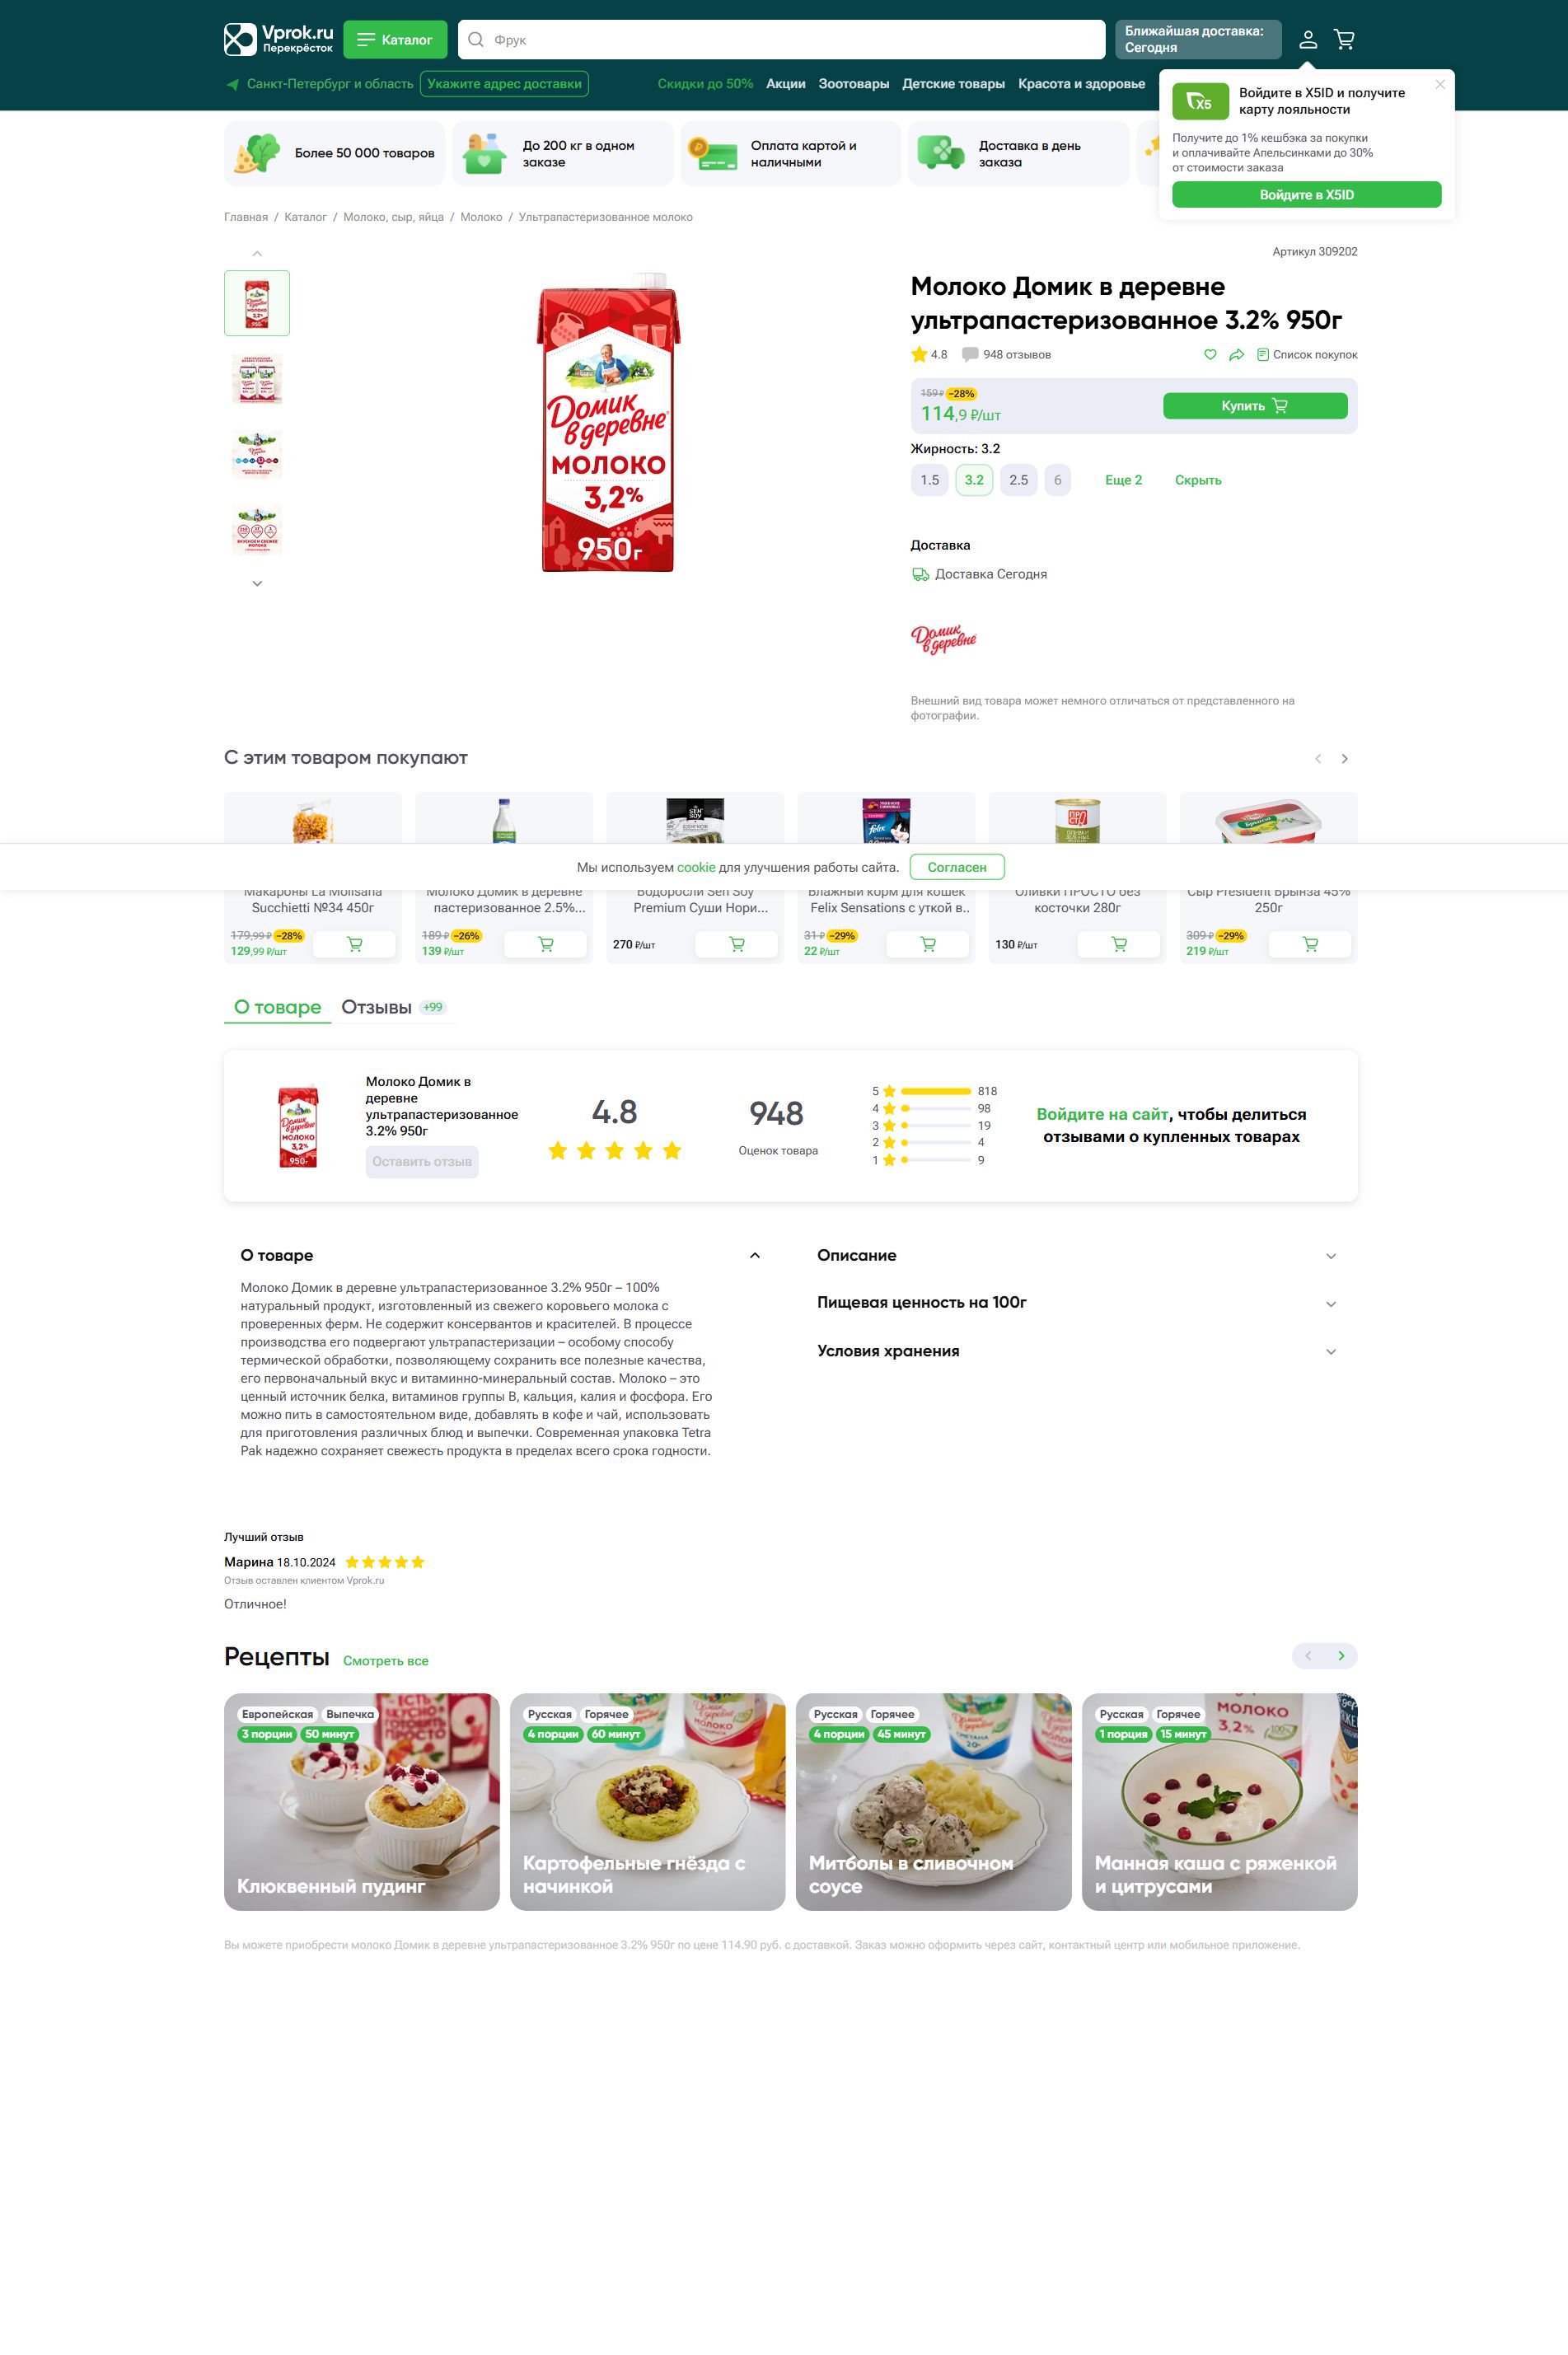 Vprok.ru
Перекрёсток
Каталог
Фрук
Ближайшая доставка:
Сегодня
Санкт-Петербург и область
Укажите адрес доставки
Скидки до 50%
Акции
Зоотовары
Детские товары
Красота и здоровье
X5
Войдите в X5ID и получите
карту лояльности
Получите до 1% кешбэка за покупки
и оплачивайте Апельсинками до 30%
от стоимости заказа
Войдите в X5ID
Более 50 000 товаров
До 200 кг в одном
заказе
Оплата картой и
наличными
Доставка в день
заказа
Главная / Каталог / Молоко, сыр, яйца / Молоко / Ультрапастеризованное молоко
Артикул 309202
Домик
в деревне
МОЛОКО
3,2%
950г
Молоко Домик в деревне
ультрапастеризованное 3.2% 950г
4.8
948 отзывов
Список покупок
159 ₽ −28%
114,9 ₽/шт
Купить
Жирность: 3.2
1.5
3.2
2.5
6
Еще 2
Скрыть
Доставка
Доставка Сегодня
Домик
в деревне
Внешний вид товара может немного отличаться от представленного на
фотографии.
С этим товаром покупают
SEN SOY
felix
Мы используем cookie для улучшения работы сайта.
Согласен
Макароны La Molisana
Succhietti №34 450г
179,99 ₽ −28%
129,99 ₽/шт
Молоко Домик в деревне
пастеризованное 2.5%...
189 ₽ −26%
139 ₽/шт
Водоросли Sen Soy
Premium Суши Нори...
270 ₽/шт
Влажный корм для кошек
Felix Sensations с уткой в..
31 ₽ −29%
22 ₽/шт
Оливки ПРОСТО без
косточки 280г
130 ₽/шт
Сыр President Брынза 45%
250г
309 ₽ −29%
219 ₽/шт
О товаре
Отзывы +99
Домик
в деревне
МОЛОКО
3,2%
950г
Молоко Домик в
деревне
ультрапастеризованное
3.2% 950г
Оставить отзыв
4.8
948
Оценок товара
5 818
4 98
3 19
2 4
1 9
Войдите на сайт, чтобы делиться
отзывами о купленных товарах
О товаре
Молоко Домик в деревне ультрапастеризованное 3.2% 950г – 100%
натуральный продукт, изготовленный из свежего коровьего молока с
проверенных ферм. Не содержит консервантов и красителей. В процессе
производства его подвергают ультрапастеризации – особому способу
термической обработки, позволяющему сохранить все полезные качества,
его первоначальный вкус и витаминно-минеральный состав. Молоко – это
ценный источник белка, витаминов группы В, кальция, калия и фосфора. Его
можно пить в самостоятельном виде, добавлять в кофе и чай, использовать
для приготовления различных блюд и выпечки. Современная упаковка Tetra
Pak надежно сохраняет свежесть продукта в пределах всего срока годности.
Описание
Пищевая ценность на 100г
Условия хранения
Лучший отзыв
Марина 18.10.2024
Отзыв оставлен клиентом Vprok.ru
Отличное!
Рецепты
Смотреть все
Европейская
Выпечка
3 порции
50 минут
Клюквенный пудинг
Русская
Горячее
4 порции
60 минут
Картофельные гнёзда с
начинкой
Русская
Горячее
4 порции
45 минут
Митболы в сливочном
соусе
МОЛОКО
3,2%
Русская
Горячее
1 порция
15 минут
Манная каша с ряженкой
и цитрусами
Вы можете приобрести молоко Домик в деревне ультрапастеризованное 3.2% 950г по цене 114.90 руб. с доставкой. Заказ можно оформить через сайт, контактный центр или мобильное приложение.